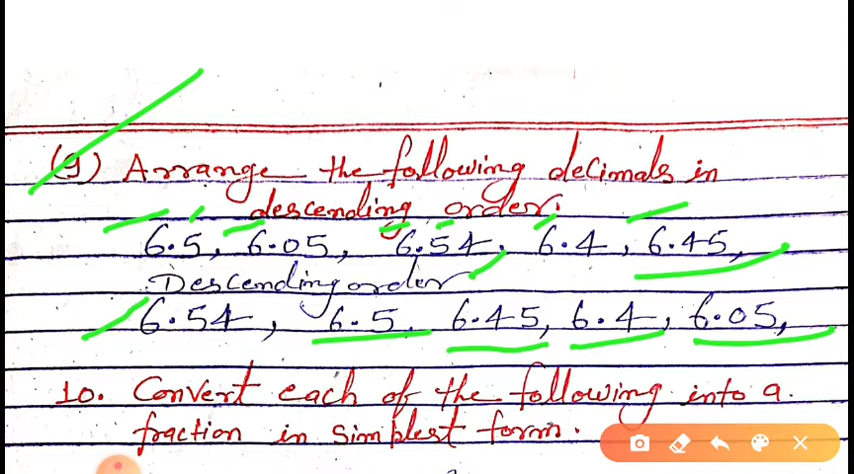 (9) Arrange the following decimals in
descending order.
6.5, 6.05, 6.54, 6.4, 6.45,
Descending order
6.54, 6.5, 6.45, 6.4, 6.05,
10. Convert each of the following into a
fraction in simplest form.